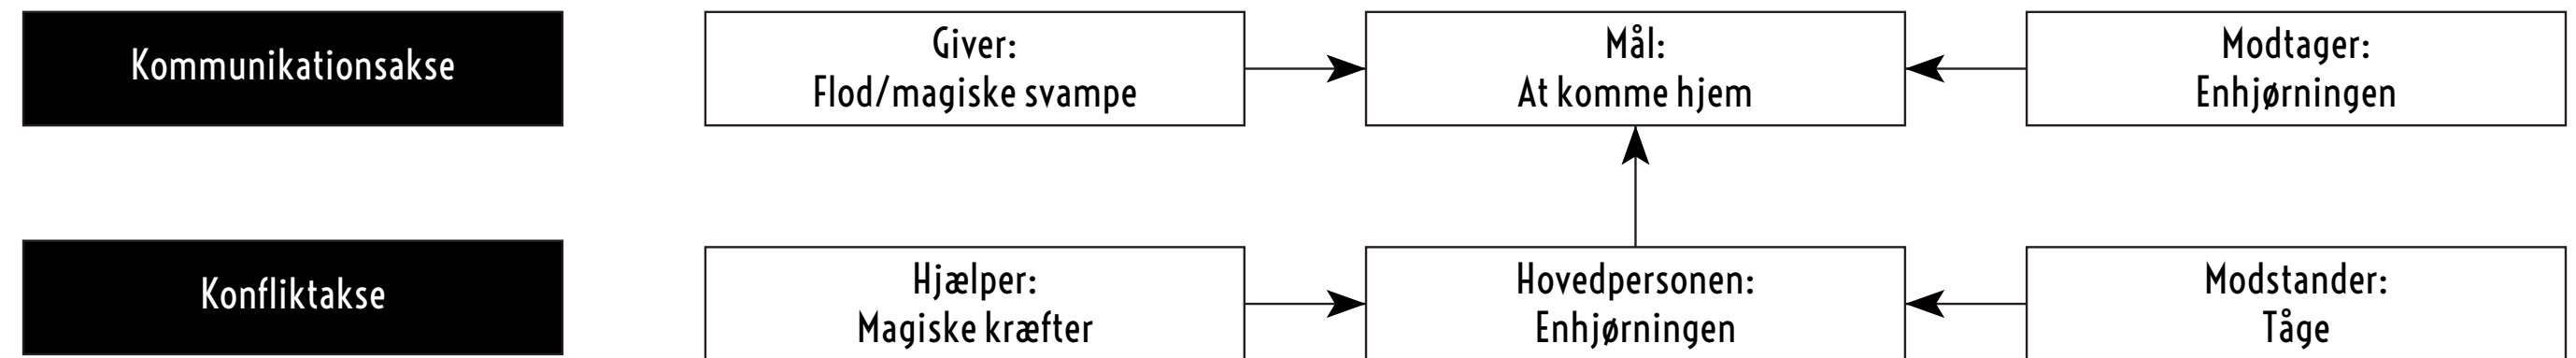 Kommunikationsakse
Giver:
Flod/magiske svampe
Mål:
At komme hjem
Modtager:
Enhjørningen
Konfliktakse
Hjælper:
Magiske kræfter
Hovedpersonen:
Enhjørningen
Modstander:
Tåge